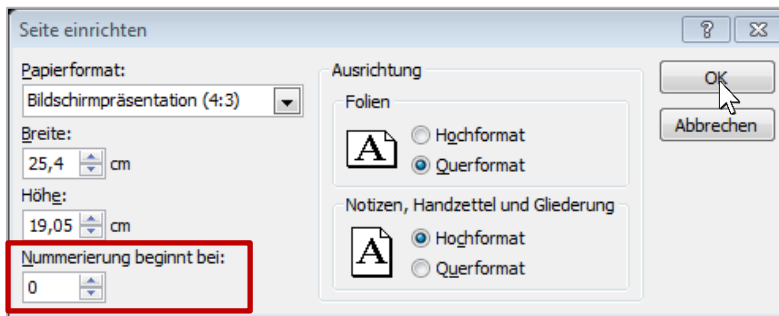 Seite einrichten
Papierformat:
Bildschirmpräsentation (4:3)
Breite:
25,4 cm
Höhe:
19,05 cm
Nummerierung beginnt bei:
0
Ausrichtung
Folien
A
Hochformat
Querformat
Notizen, Handzettel und Gliederung
A
Hochformat
Querformat
?
OK
Abbrechen